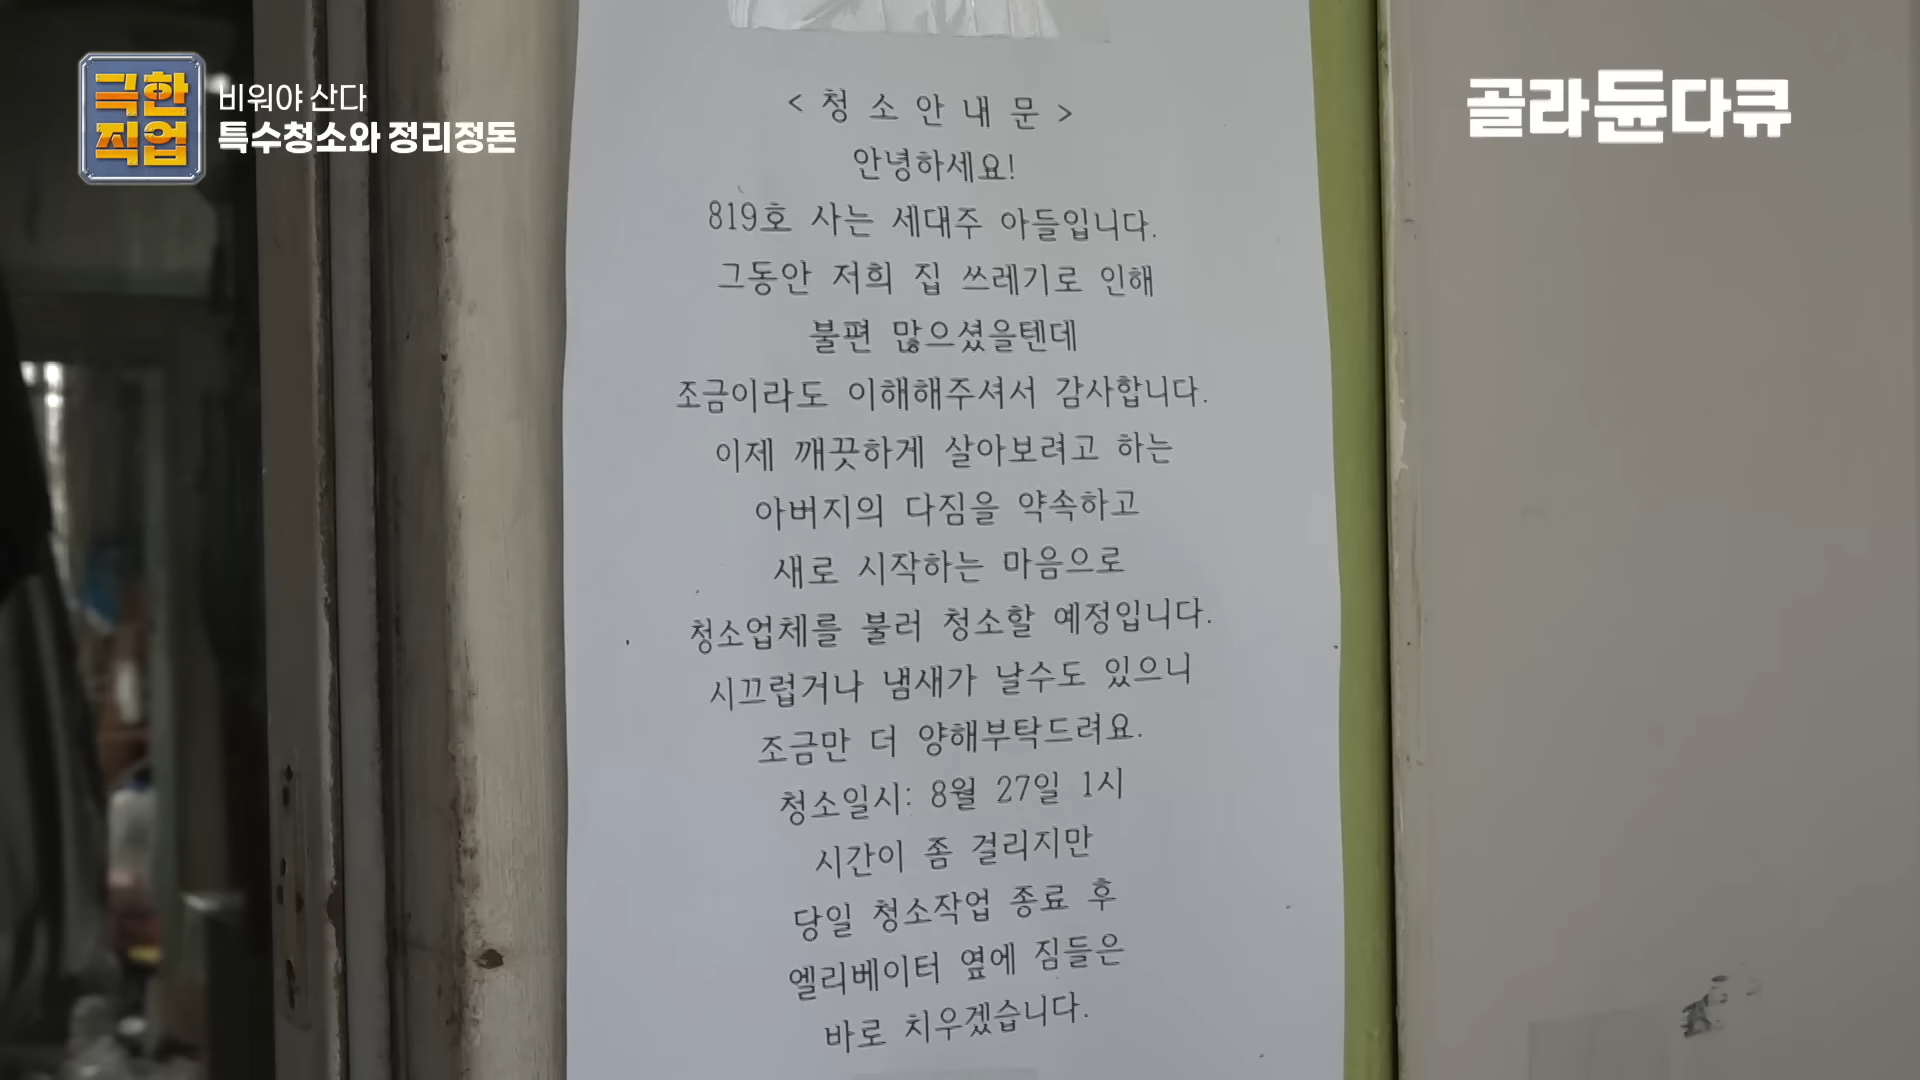 극한
직업
비워야 산다
특수청소와 정리정돈
골라듄다큐
< 청 소 안 내 문 >
안녕하세요!
819호 사는 세대주 아들입니다.
그동안 저희 집 쓰레기로 인해
불편 많으셨을텐데
조금이라도 이해해주셔서 감사합니다.
이제 깨끗하게 살아보려고 하는
아버지의 다짐을 약속하고
새로 시작하는 마음으로
청소업체를 불러 청소할 예정입니다.
시끄럽거나 냄새가 날수도 있으니
조금만 더 양해부탁드려요.
청소일시: 8월 27일 1시
시간이 좀 걸리지만
당일 청소작업 종료 후
엘리베이터 옆에 짐들은
바로 치우겠습니다.